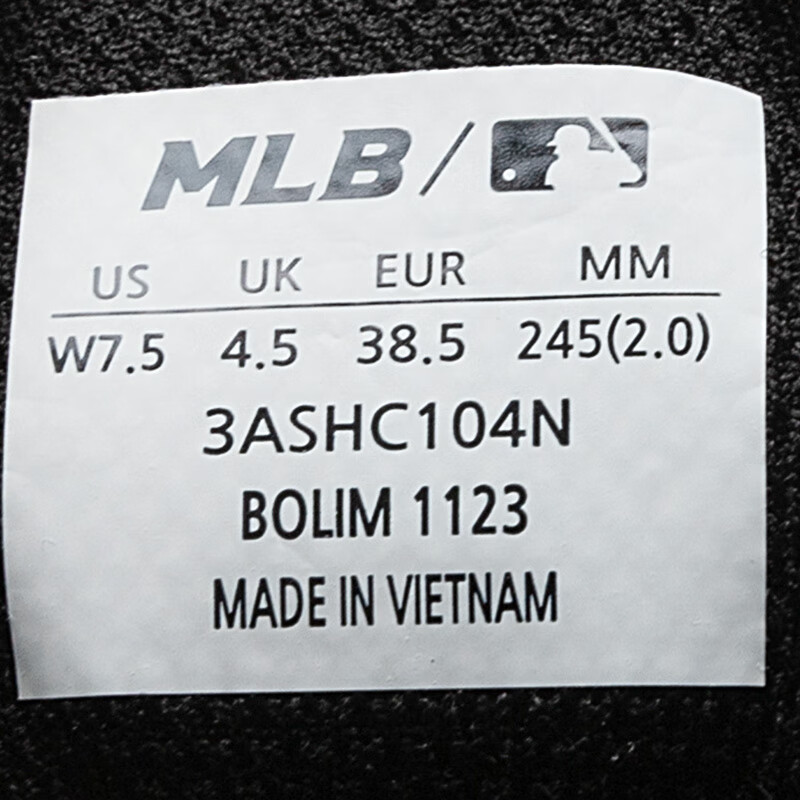 MLB/
US UK EUR MM
W7.5 4.5 38.5 245(2.0)
3ASHC104N
BOLIM 1123
MADE IN VIETNAM